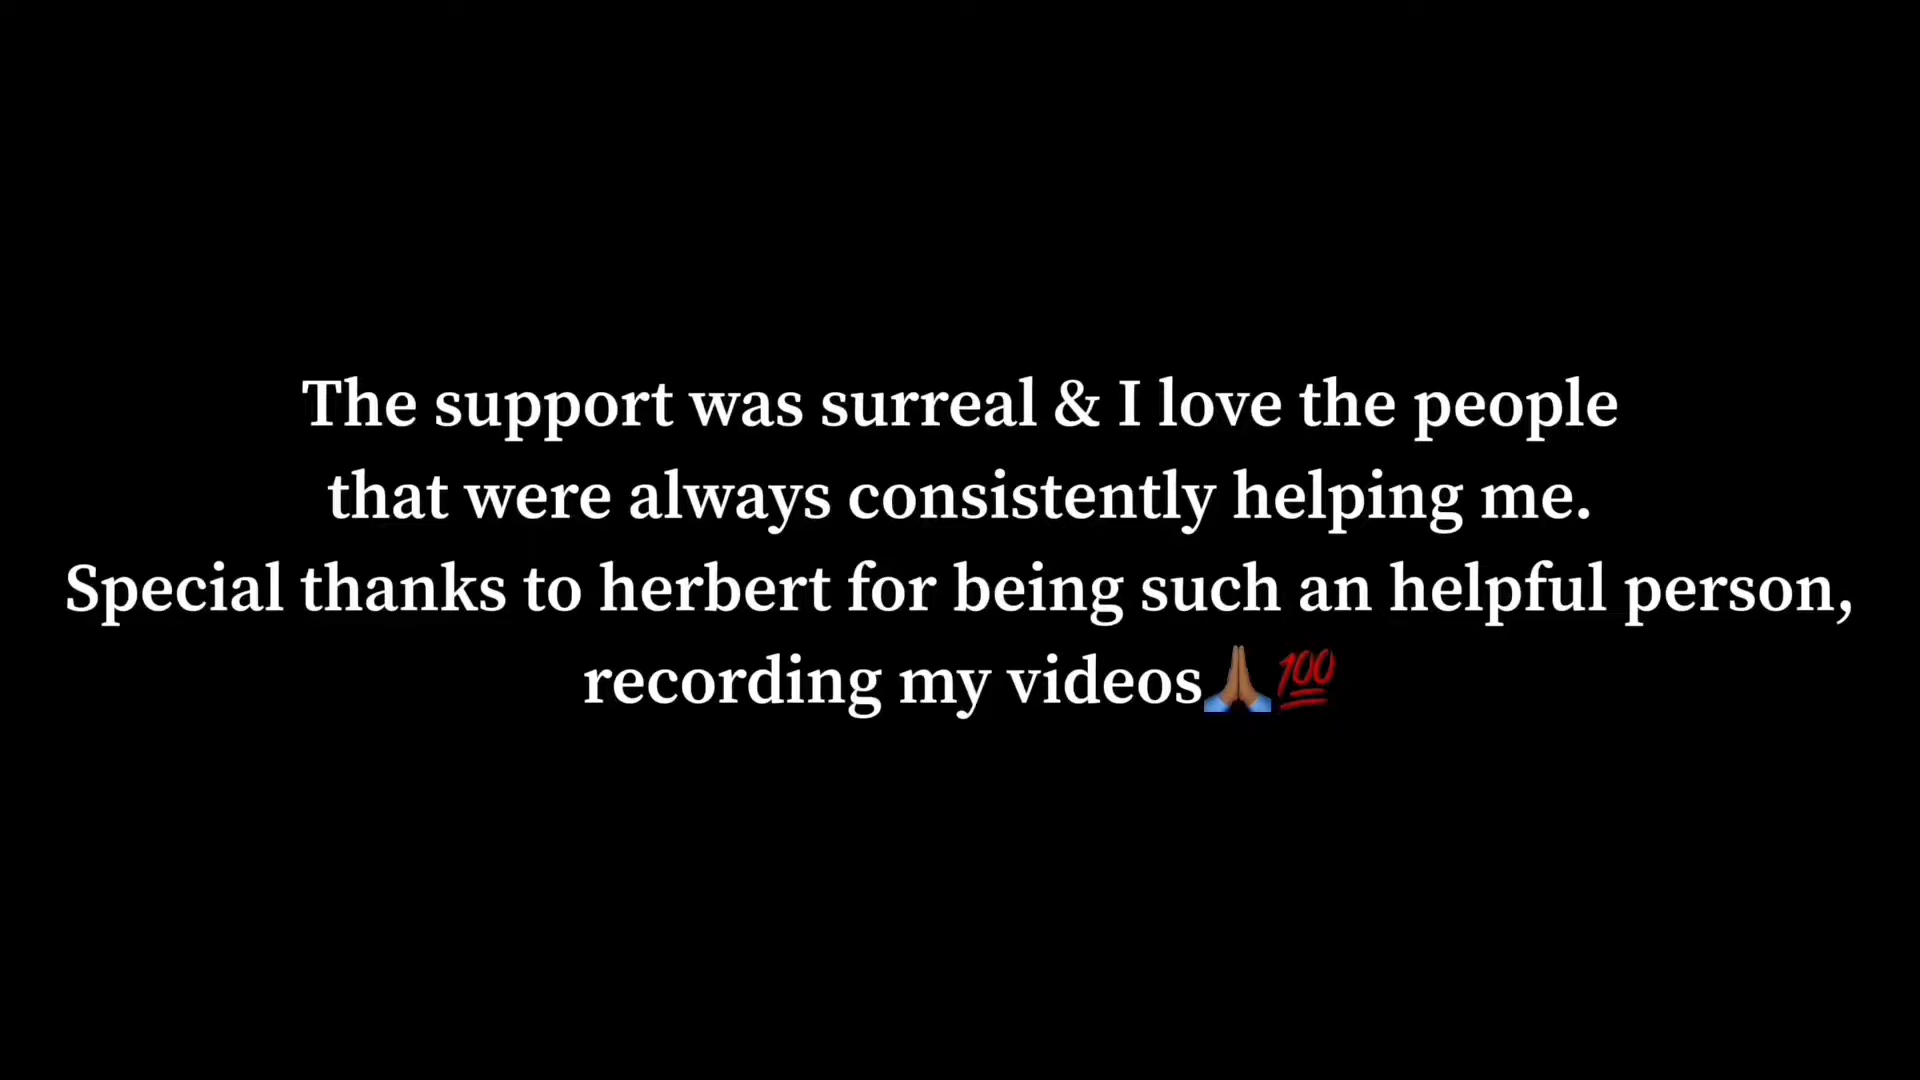 The support was surreal & I love the people
that were always consistently helping me.
Special thanks to herbert for being such an helpful person,
recording my videos🙏🏾💯